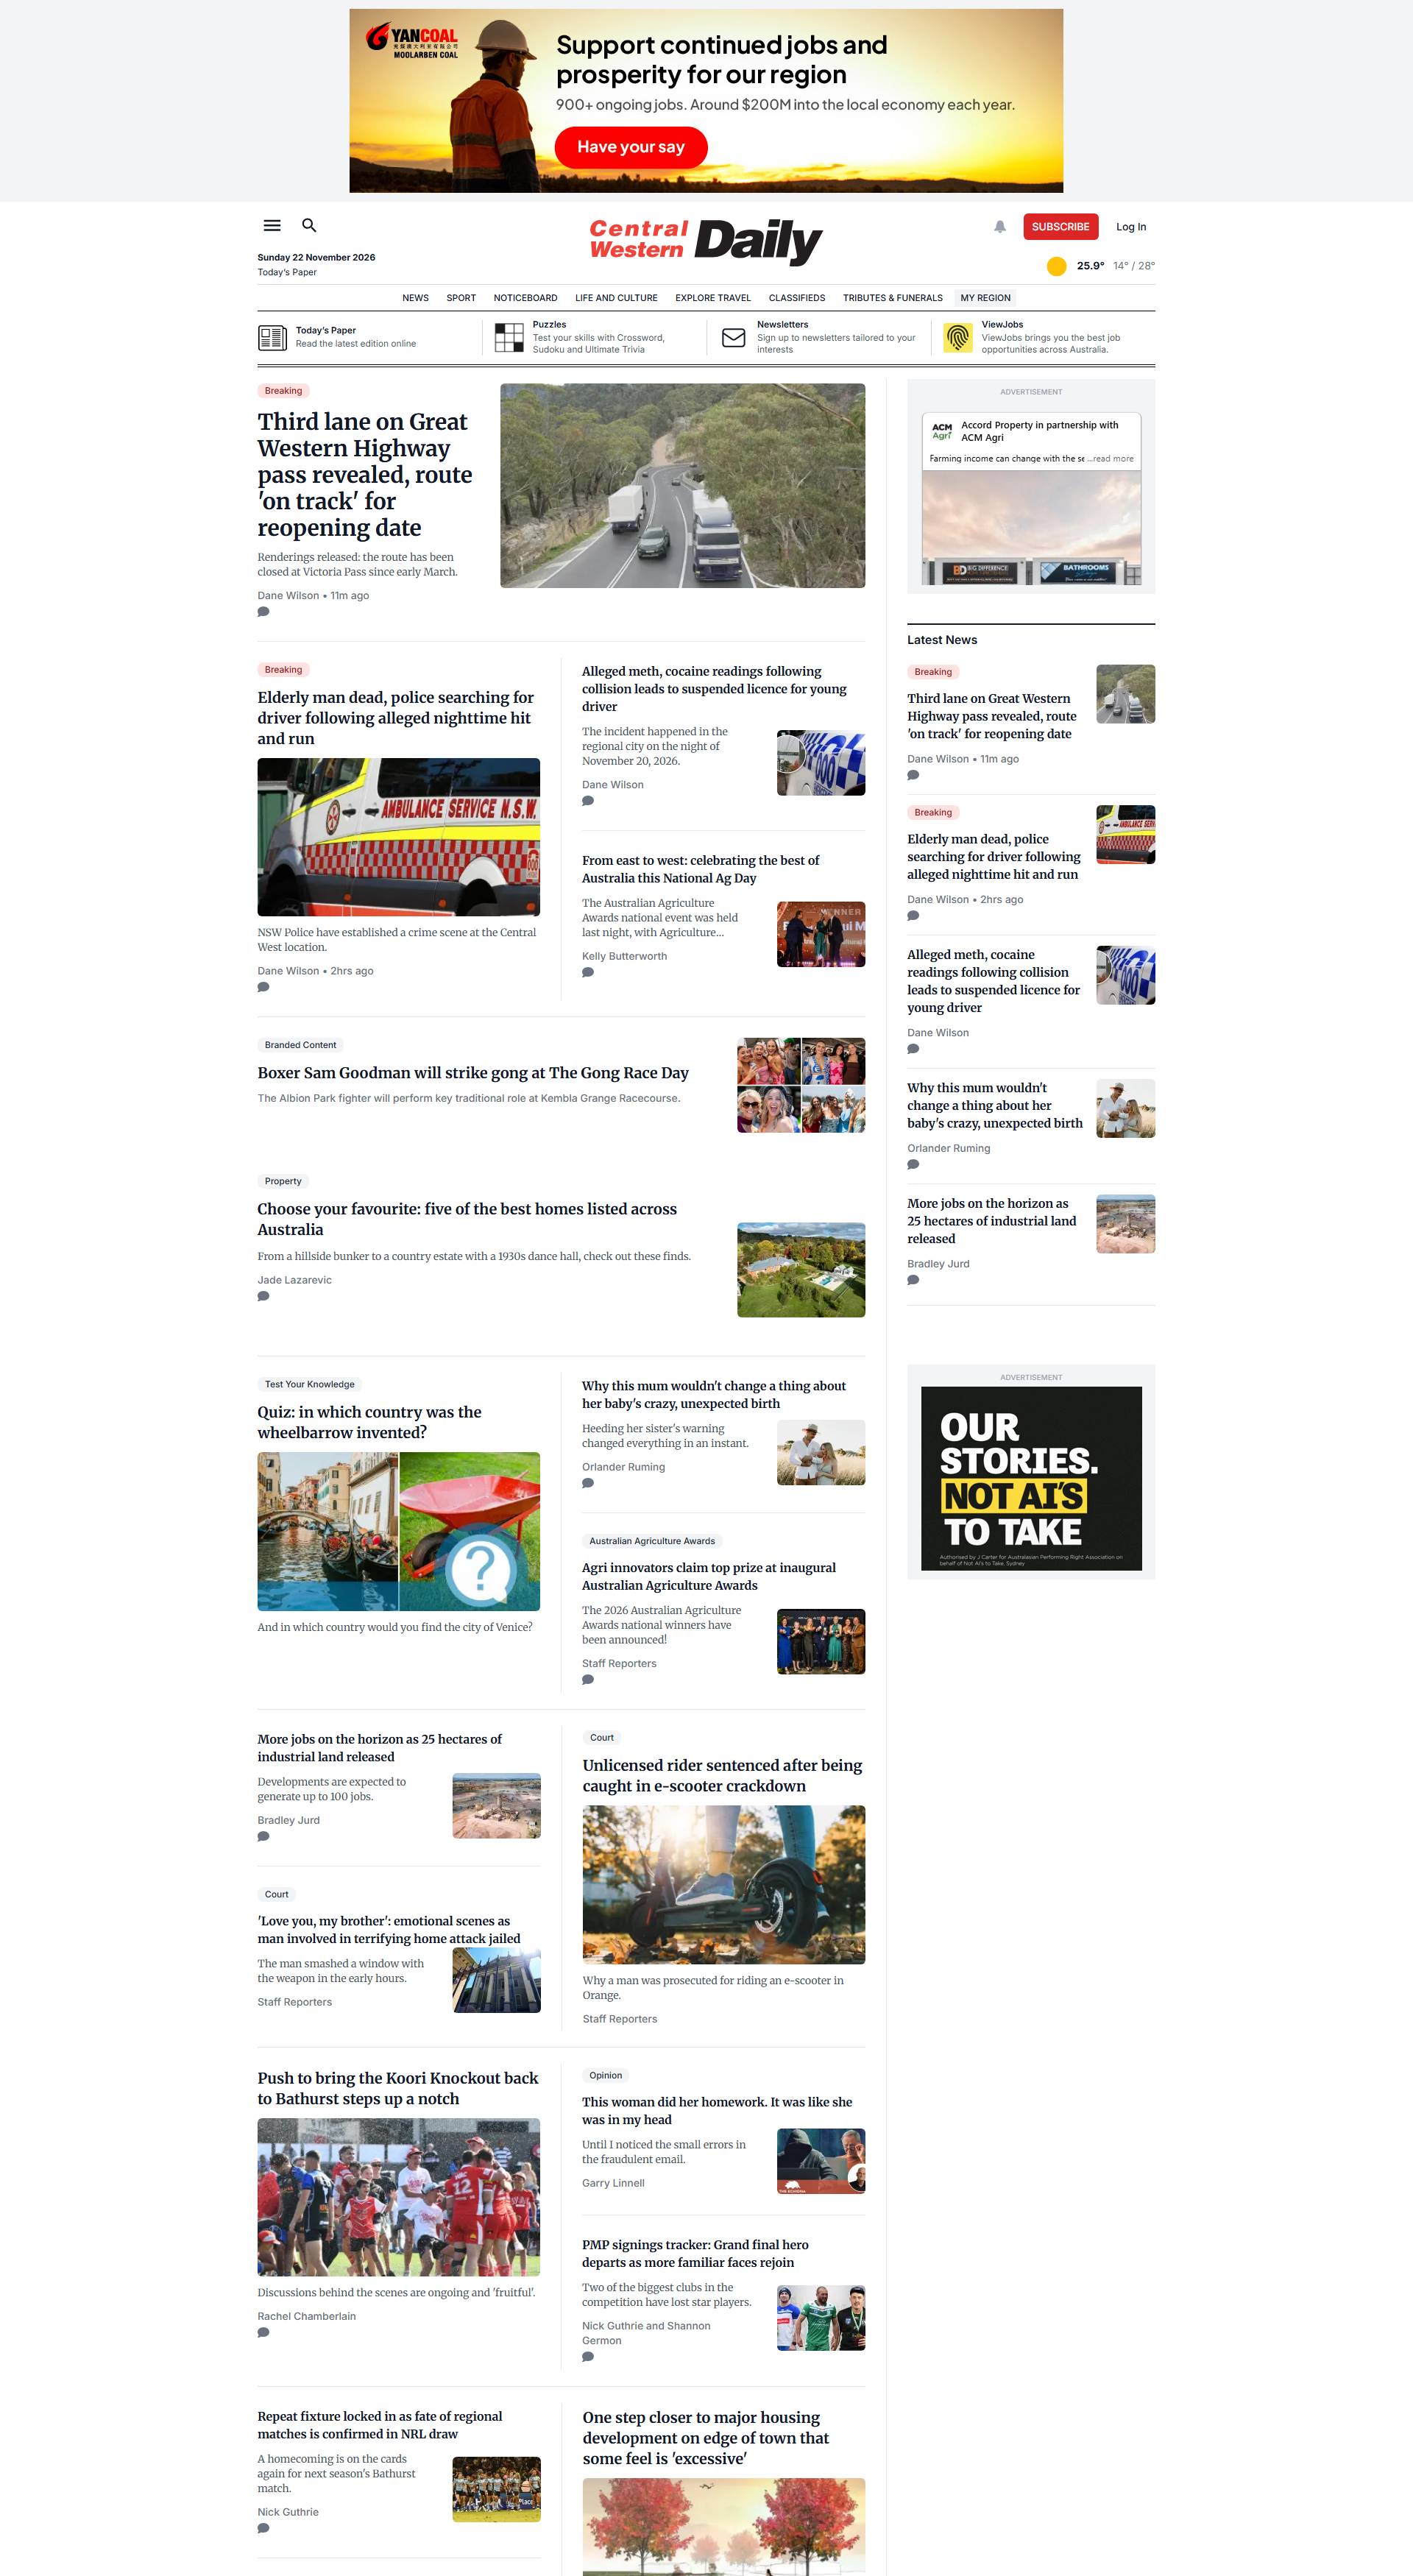 YANCOAL
MOOLARBEN COAL
Support continued jobs and
prosperity for our region
900+ ongoing jobs. Around $200M into the local economy each year.
Have your say
Central
Western Daily
SUBSCRIBE
Log In
Sunday 22 November 2026
Today's Paper
25.9° 14° / 28°
NEWS SPORT NOTICEBOARD LIFE AND CULTURE EXPLORE TRAVEL CLASSIFIEDS TRIBUTES & FUNERALS MY REGION
Today's Paper
Read the latest edition online
Puzzles
Test your skills with Crossword,
Sudoku and Ultimate Trivia
Newsletters
Sign up to newsletters tailored to your
interests
ViewJobs
ViewJobs brings you the best job
opportunities across Australia.
Breaking
Third lane on Great
Western Highway
pass revealed, route
'on track' for
reopening date
Renderings released: the route has been
closed at Victoria Pass since early March.
Dane Wilson • 11m ago
Breaking
Elderly man dead, police searching for
driver following alleged nighttime hit
and run
AMBULANCE SERVICE N.S.W.
NSW Police have established a crime scene at the Central
West location.
Dane Wilson • 2hrs ago
Alleged meth, cocaine readings following
collision leads to suspended licence for young
driver
The incident happened in the
regional city on the night of
November 20, 2026.
Dane Wilson
000
From east to west: celebrating the best of
Australia this National Ag Day
The Australian Agriculture
Awards national event was held
last night, with Agriculture...
Kelly Butterworth
Branded Content
Boxer Sam Goodman will strike gong at The Gong Race Day
The Albion Park fighter will perform key traditional role at Kembla Grange Racecourse.
Property
Choose your favourite: five of the best homes listed across
Australia
From a hillside bunker to a country estate with a 1930s dance hall, check out these finds.
Jade Lazarevic
Test Your Knowledge
Quiz: in which country was the
wheelbarrow invented?
?
And in which country would you find the city of Venice?
Why this mum wouldn't change a thing about
her baby's crazy, unexpected birth
Heeding her sister's warning
changed everything in an instant.
Orlander Ruming
Australian Agriculture Awards
Agri innovators claim top prize at inaugural
Australian Agriculture Awards
The 2026 Australian Agriculture
Awards national winners have
been announced!
Staff Reporters
More jobs on the horizon as 25 hectares of
industrial land released
Developments are expected to
generate up to 100 jobs.
Bradley Jurd
Court
'Love you, my brother': emotional scenes as
man involved in terrifying home attack jailed
The man smashed a window with
the weapon in the early hours.
Staff Reporters
Court
Unlicensed rider sentenced after being
caught in e-scooter crackdown
Why a man was prosecuted for riding an e-scooter in
Orange.
Staff Reporters
Push to bring the Koori Knockout back
to Bathurst steps up a notch
12
Discussions behind the scenes are ongoing and 'fruitful'.
Rachel Chamberlain
Opinion
This woman did her homework. It was like she
was in my head
Until I noticed the small errors in
the fraudulent email.
Garry Linnell
PMP signings tracker: Grand final hero
departs as more familiar faces rejoin
Two of the biggest clubs in the
competition have lost star players.
Nick Guthrie and Shannon
Germon
Repeat fixture locked in as fate of regional
matches is confirmed in NRL draw
A homecoming is on the cards
again for next season's Bathurst
match.
Nick Guthrie
One step closer to major housing
development on edge of town that
some feel is 'excessive'
ADVERTISEMENT
ACM
Agri
Accord Property in partnership with
ACM Agri
Farming income can change with the se ...read more
BD BIG DIFFERENCE
BATHROOMS
Latest News
Breaking
Third lane on Great Western
Highway pass revealed, route
'on track' for reopening date
Dane Wilson • 11m ago
Breaking
Elderly man dead, police
searching for driver following
alleged nighttime hit and run
Dane Wilson • 2hrs ago
Alleged meth, cocaine
readings following collision
leads to suspended licence for
young driver
Dane Wilson
Why this mum wouldn't
change a thing about her
baby's crazy, unexpected birth
Orlander Ruming
More jobs on the horizon as
25 hectares of industrial land
released
Bradley Jurd
ADVERTISEMENT
OUR
STORIES.
NOT AI'S
TO TAKE
Authorised by J Carter for Australasian Performing Right Association on
behalf of Not AI's to Take. Sydney